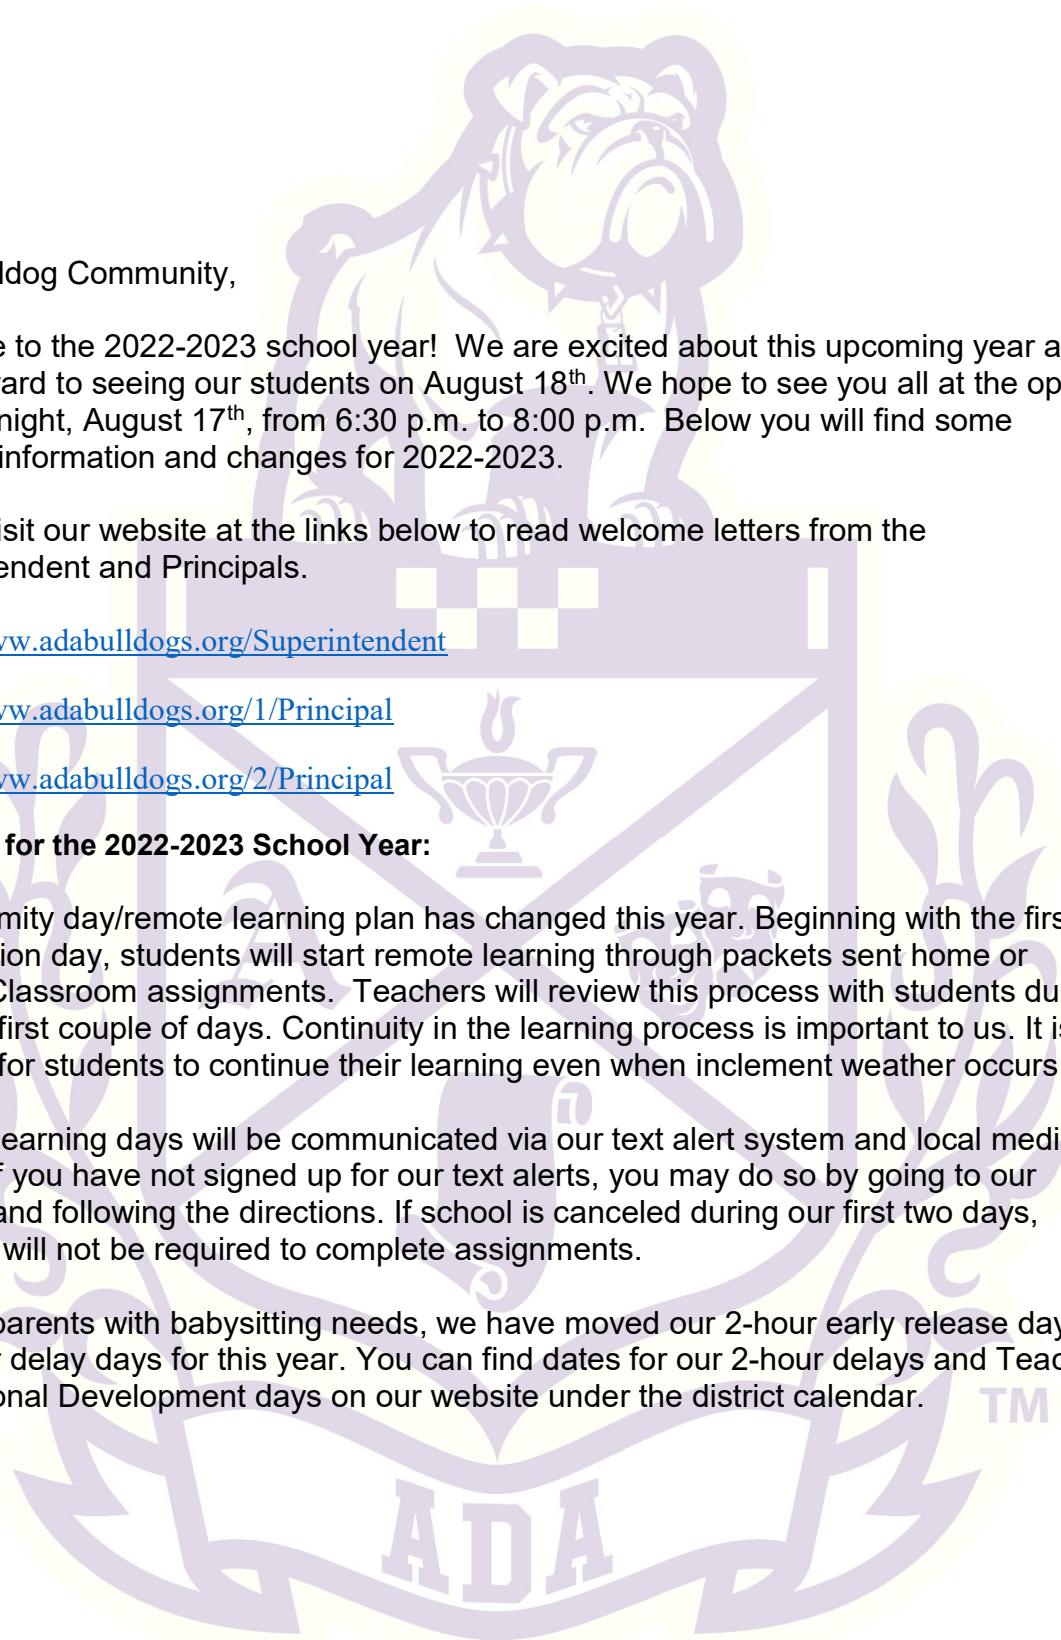 ldog Community,
e to the 2022-2023 school year! We are excited about this upcoming year a
ard to seeing our students on August 18th. We hope to see you all at the op
night, August 17th, from 6:30 p.m. to 8:00 p.m. Below you will find some
information and changes for 2022-2023.
isit our website at the links below to read welcome letters from the
endent and Principals.
w.adabulldogs.org/Superintendent
w.adabulldogs.org/1/Principal
w.adabulldogs.org/2/Principal
for the 2022-2023 School Year:
mity day/remote learning plan has changed this year. Beginning with the firs
ion day, students will start remote learning through packets sent home or
Classroom assignments. Teachers will review this process with students du
first couple of days. Continuity in the learning process is important to us. It is
for students to continue their learning even when inclement weather occurs
earning days will be communicated via our text alert system and local medi
f you have not signed up for our text alerts, you may do so by going to our
and following the directions. If school is canceled during our first two days,
will not be required to complete assignments.
parents with babysitting needs, we have moved our 2-hour early release day
r delay days for this year. You can find dates for our 2-hour delays and Teac
onal Development days on our website under the district calendar.
TM
A
ADA